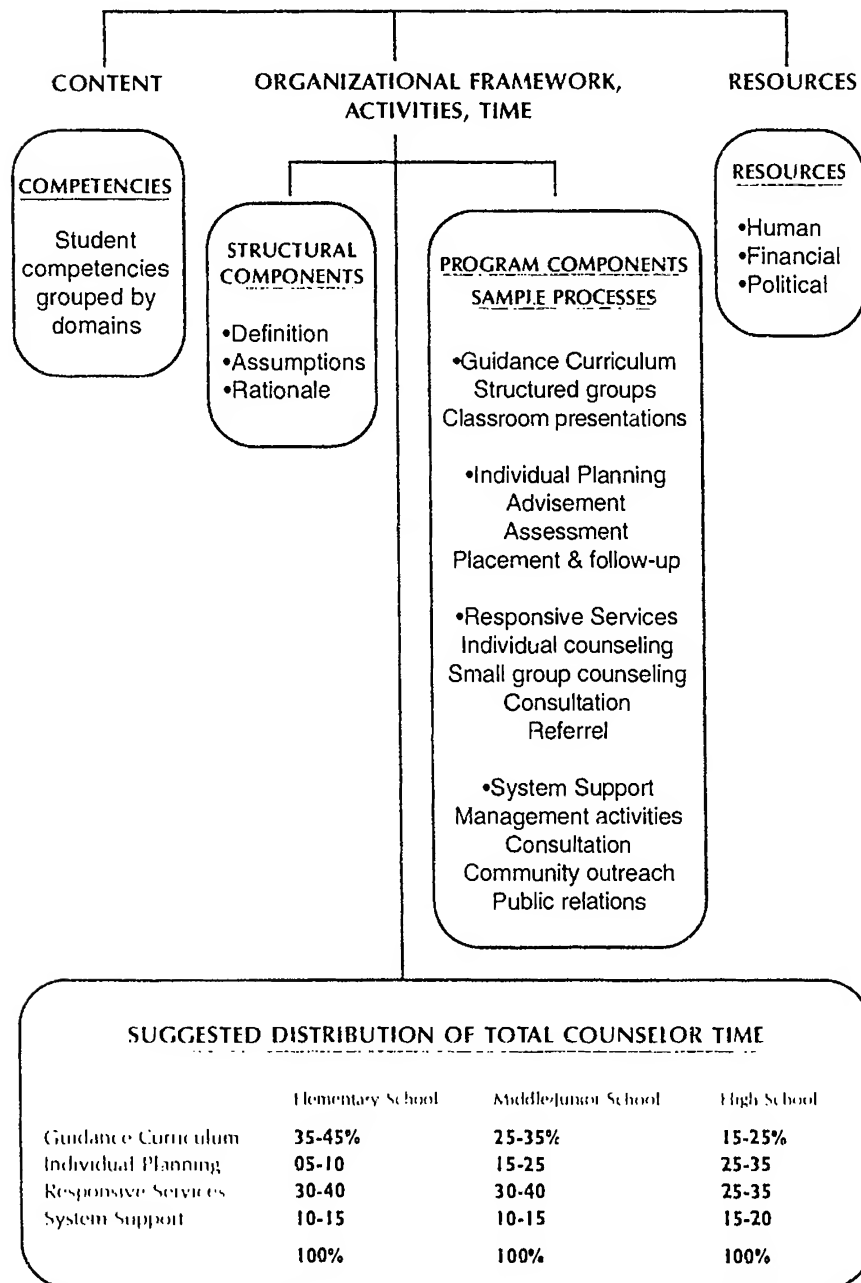 CONTENT
ORGANIZATIONAL FRAMEWORK,
ACTIVITIES, TIME
RESOURCES
COMPETENCIES
Student
competencies
grouped by
domains
STRUCTURAL
COMPONENTS
•Definition
•Assumptions
•Rationale
PROGRAM COMPONENTS
SAMPLE PROCESSES
•Guidance Curriculum
Structured groups
Classroom presentations
•Individual Planning
Advisement
Assessment
Placement & follow-up
•Responsive Services
Individual counseling
Small group counseling
Consultation
Referrel
•System Support
Management activities
Consultation
Community outreach
Public relations
RESOURCES
•Human
•Financial
•Political
SUGGESTED DISTRIBUTION OF TOTAL COUNSELOR TIME
Elementary School Middle/Junior School High School
Guidance Curriculum 35-45% 25-35% 15-25%
Individual Planning 05-10 15-25 25-35
Responsive Services 30-40 30-40 25-35
System Support 10-15 10-15 15-20
100% 100% 100%